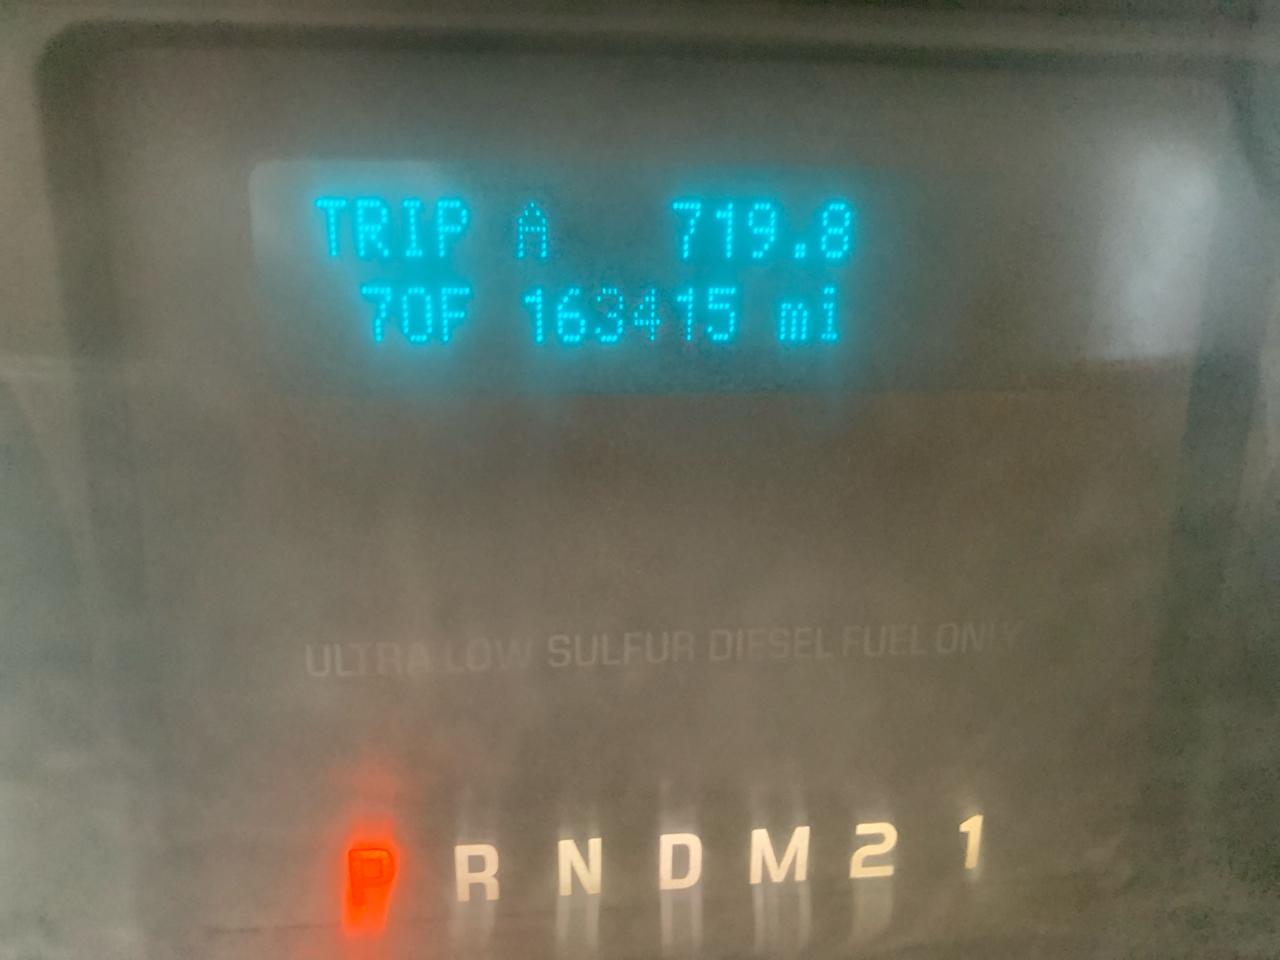 TRIP A 719.8
70F 163415 mi
ULTRA LOW SULFUR DIESEL FUEL ONLY
P R N D M 2 1